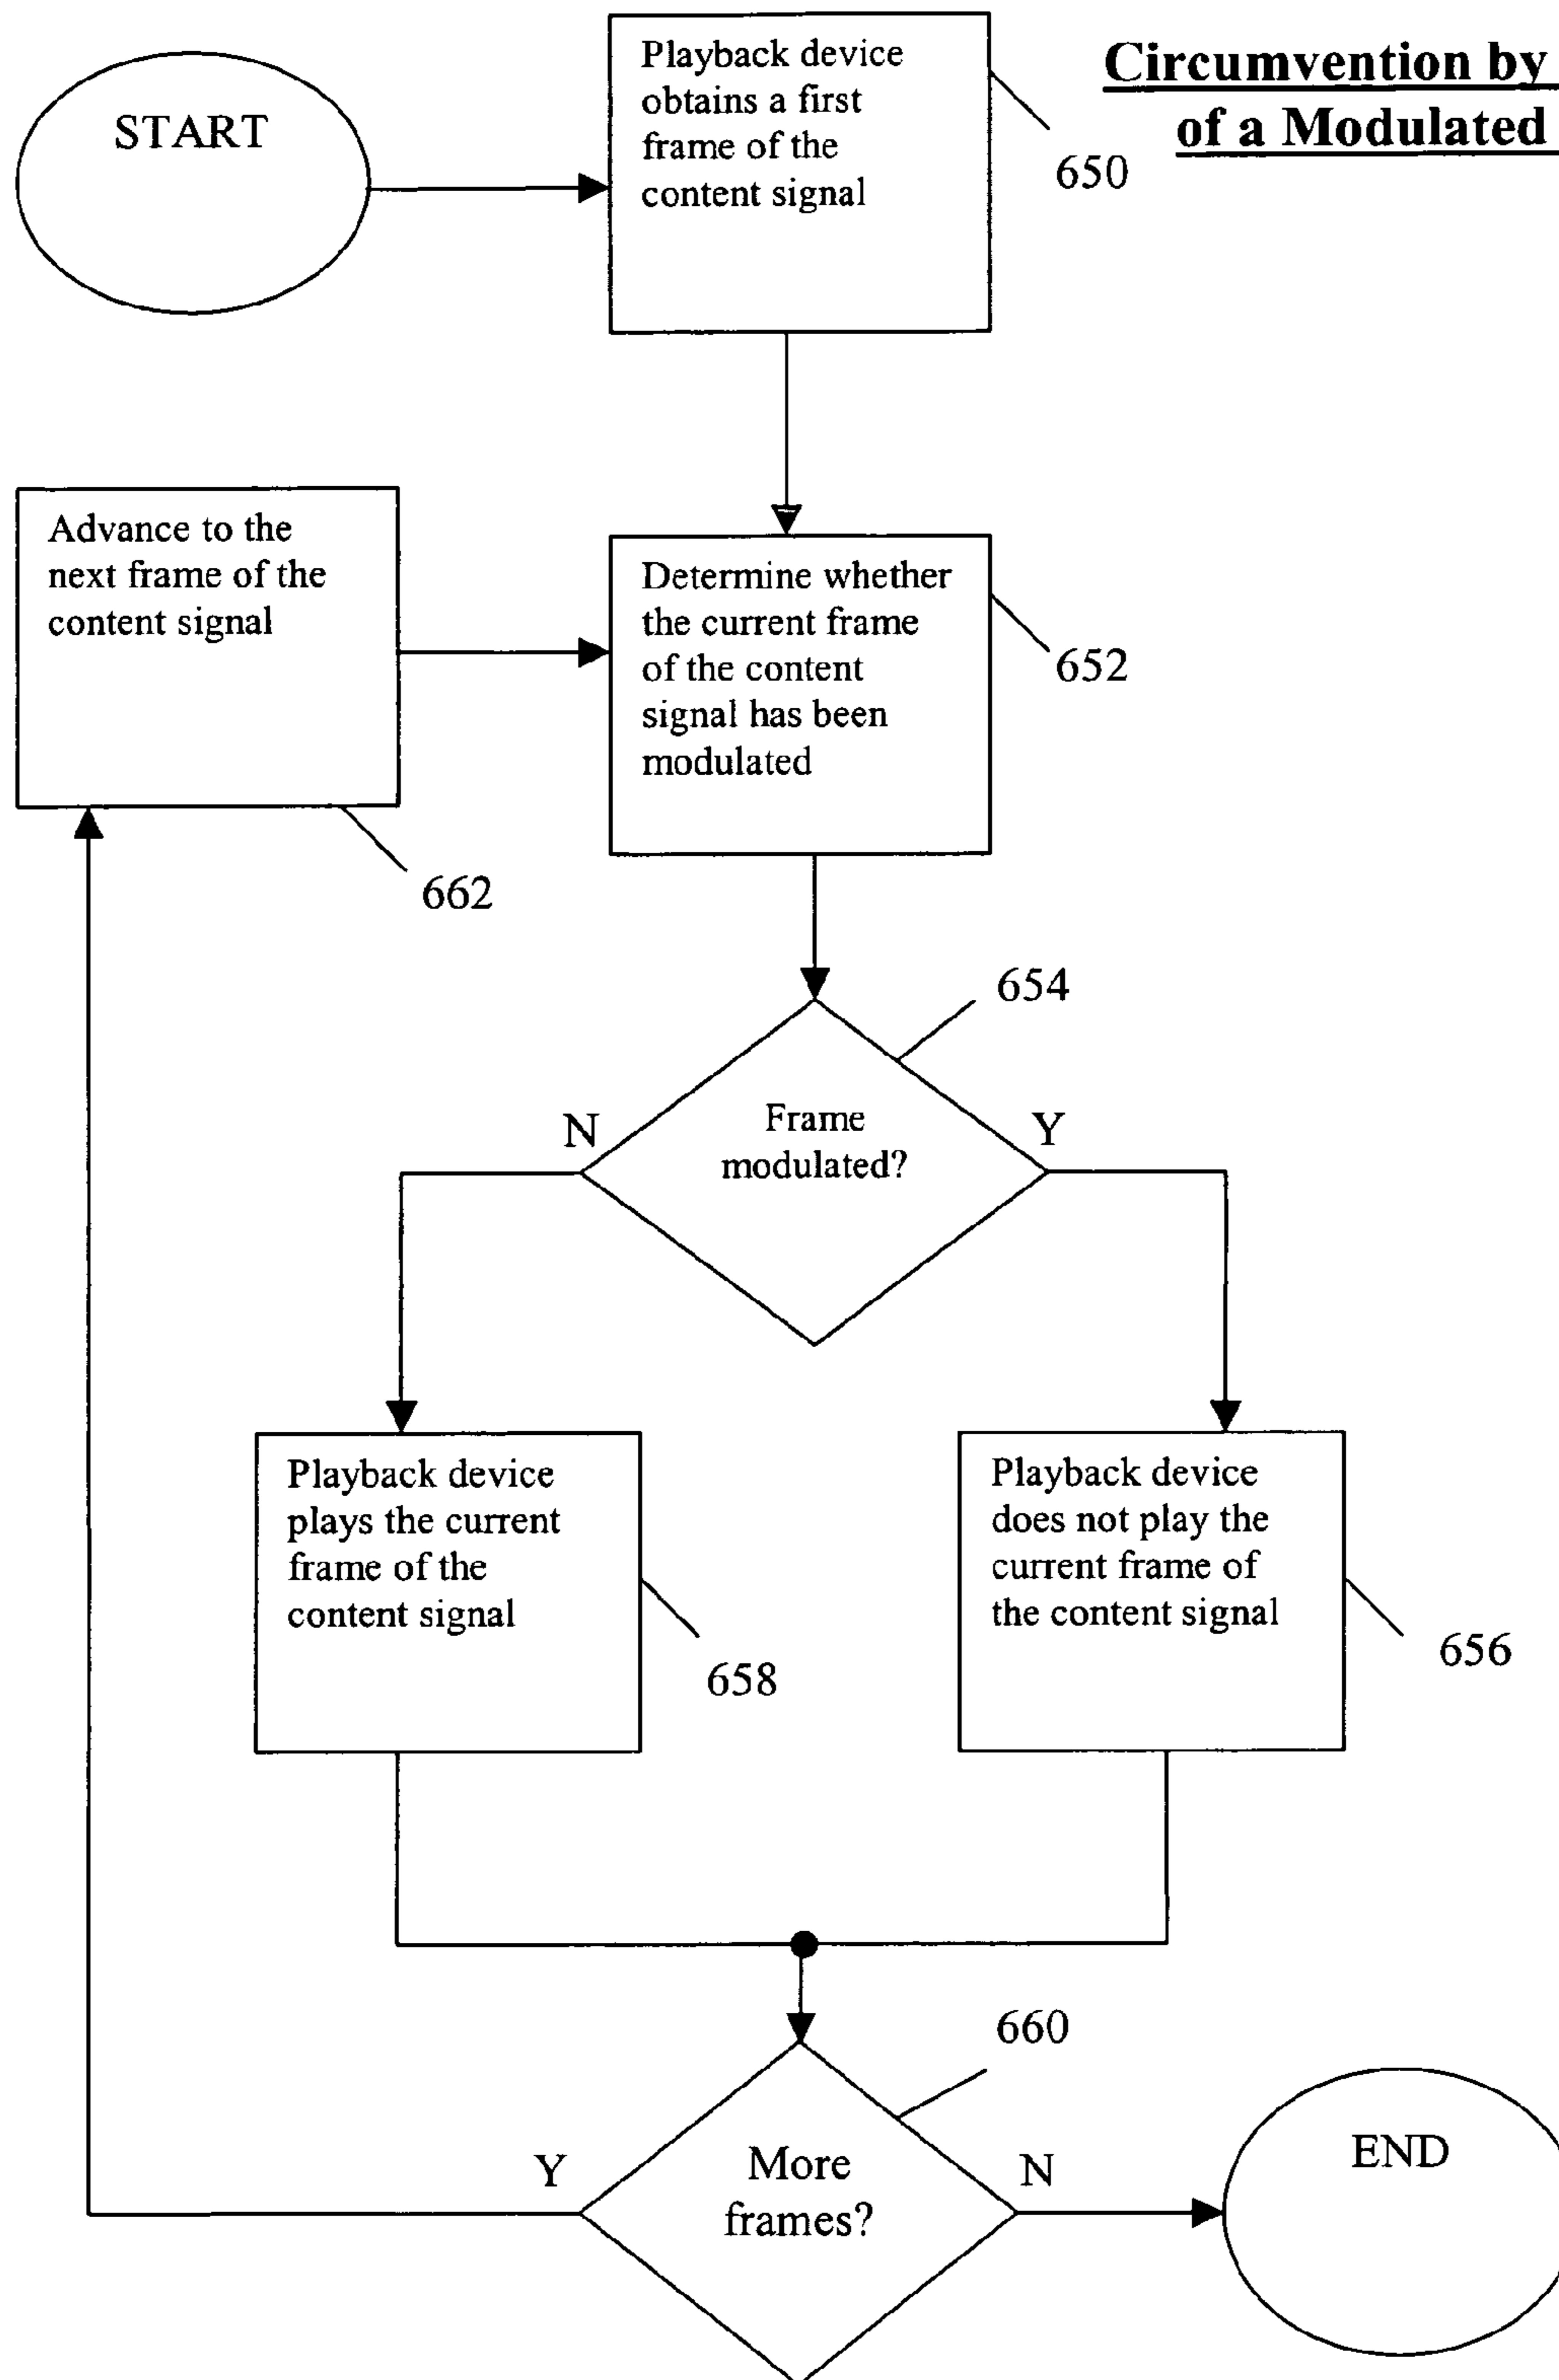 START
Playback device
obtains a first
frame of the
content signal
650
Circumvention by
of a Modulated
Advance to the
next frame of the
content signal
662
Determine whether
the current frame
of the content
signal has been
modulated
652
654
Frame
modulated?
N
Y
Playback device
plays the current
frame of the
content signal
658
Playback device
does not play the
current frame of
the content signal
656
660
More
frames?
Y
N
END